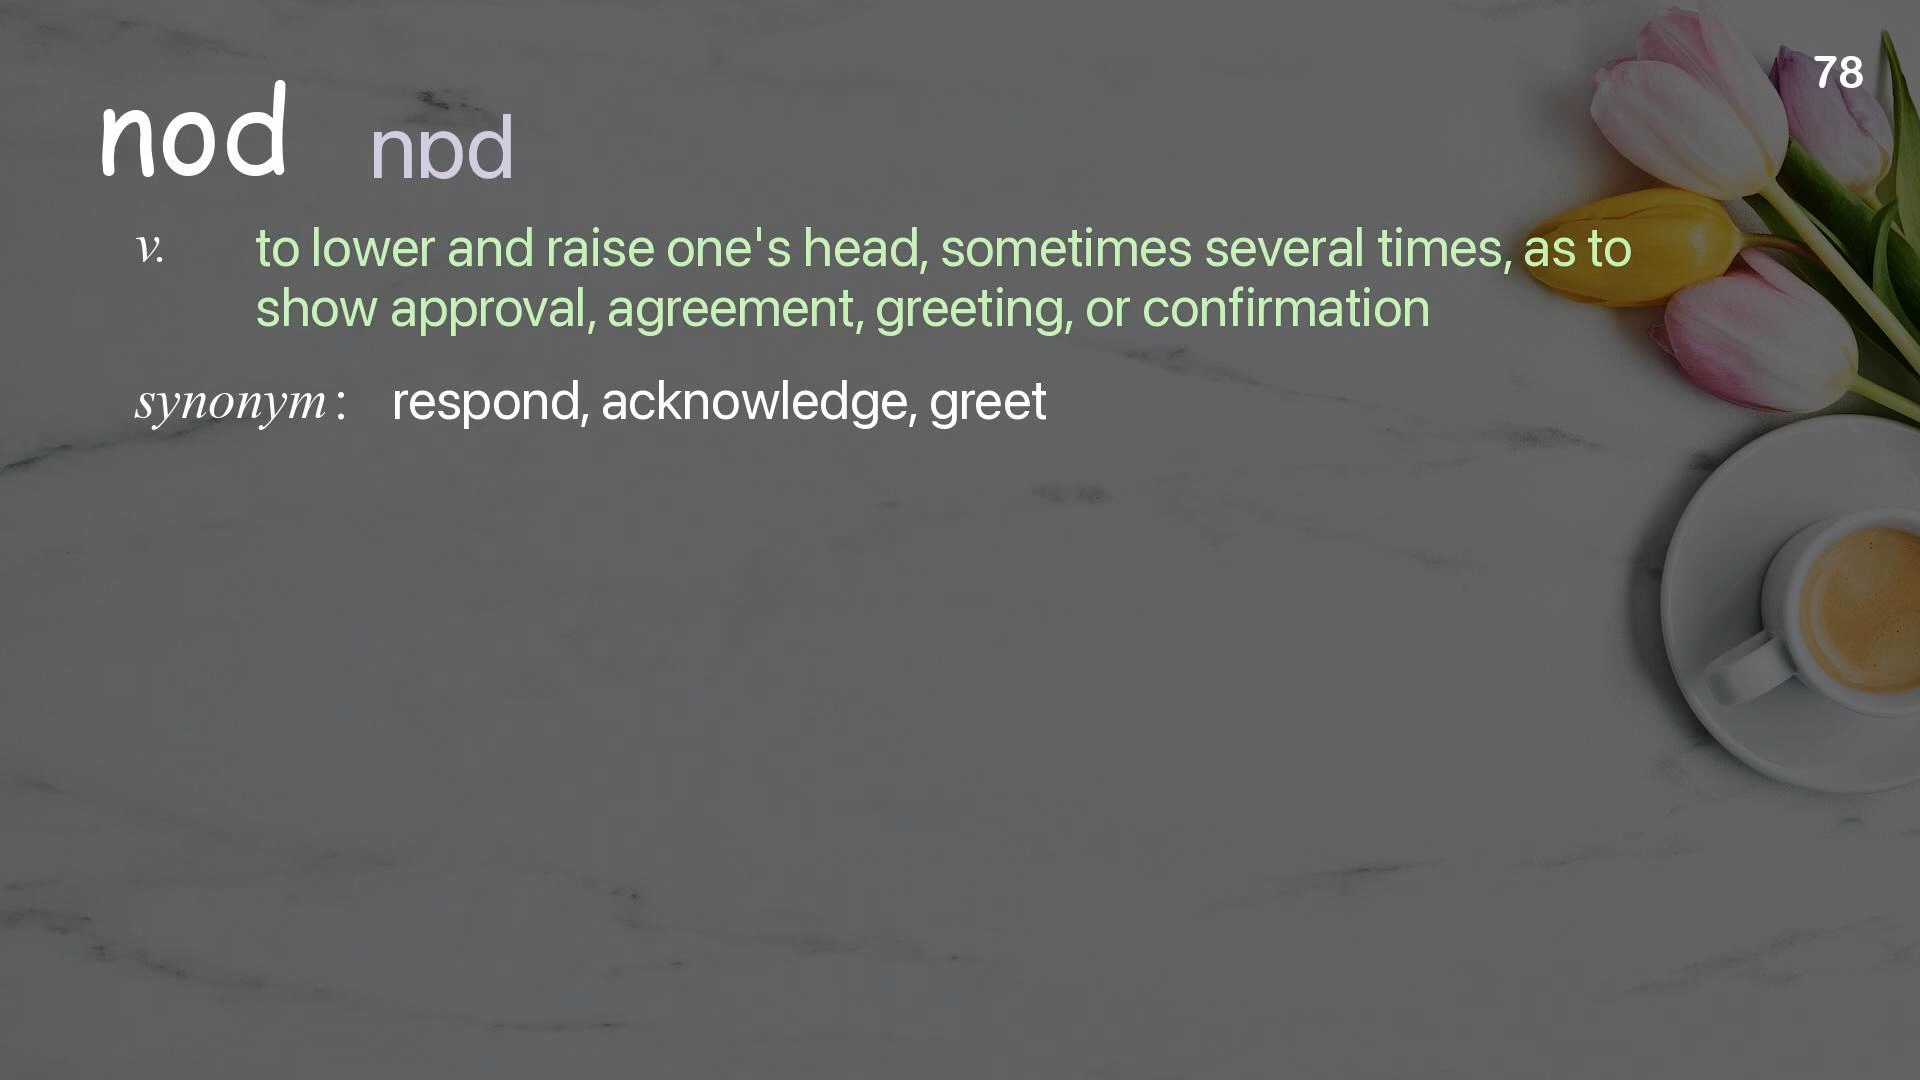 78
nod nɒd
v. to lower and raise one's head, sometimes several times, as to
show approval, agreement, greeting, or confirmation
synonym : respond, acknowledge, greet